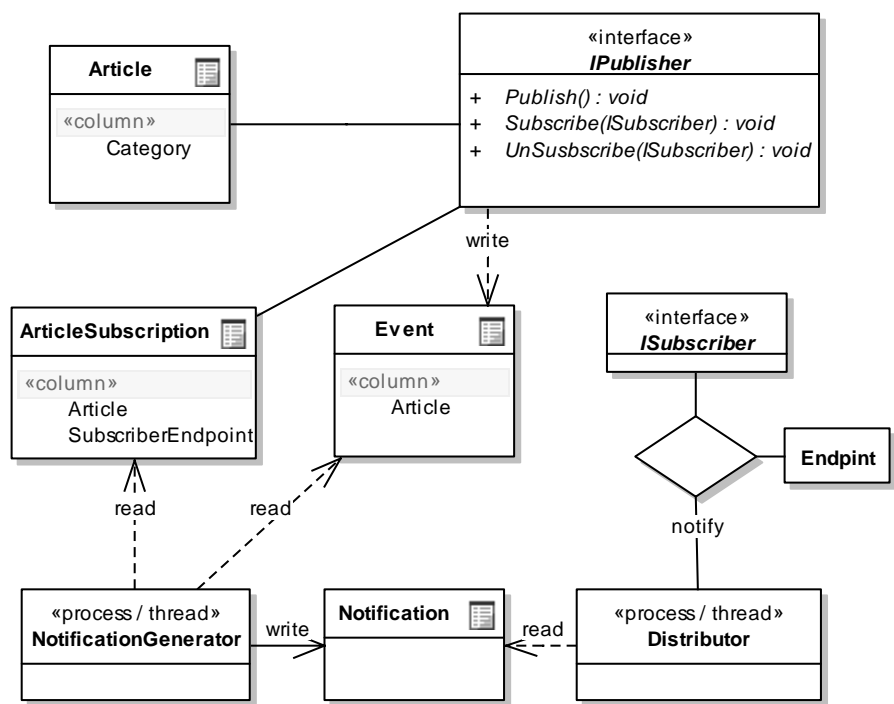 Article
«column»
Category
«interface»
IPublisher
+ Publish() : void
+ Subscribe(ISubscriber) : void
+ UnSusbscribe(ISubscriber) : void
write
ArticleSubscription
«column»
Article
SubscriberEndpoint
Event
«column»
Article
«interface»
ISubscriber
Endpint
read
read
notify
«process / thread»
NotificationGenerator
write
Notification
read
«process / thread»
Distributor